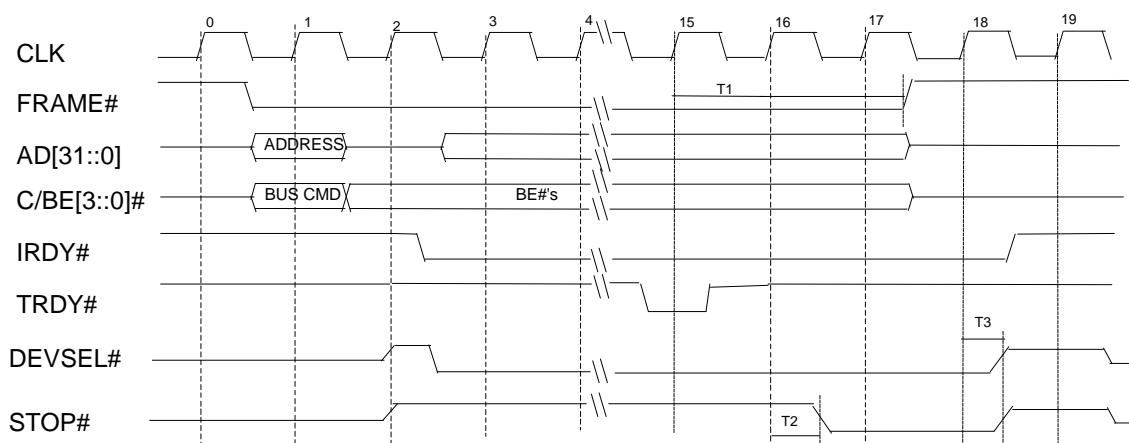 0 1 2 3 4 15 16 17 18 19
CLK
FRAME#
T1
AD[31::0]
ADDRESS
C/BE[3::0]#
BUS CMD
BE#'s
IRDY#
TRDY#
DEVSEL#
T3
STOP#
T2